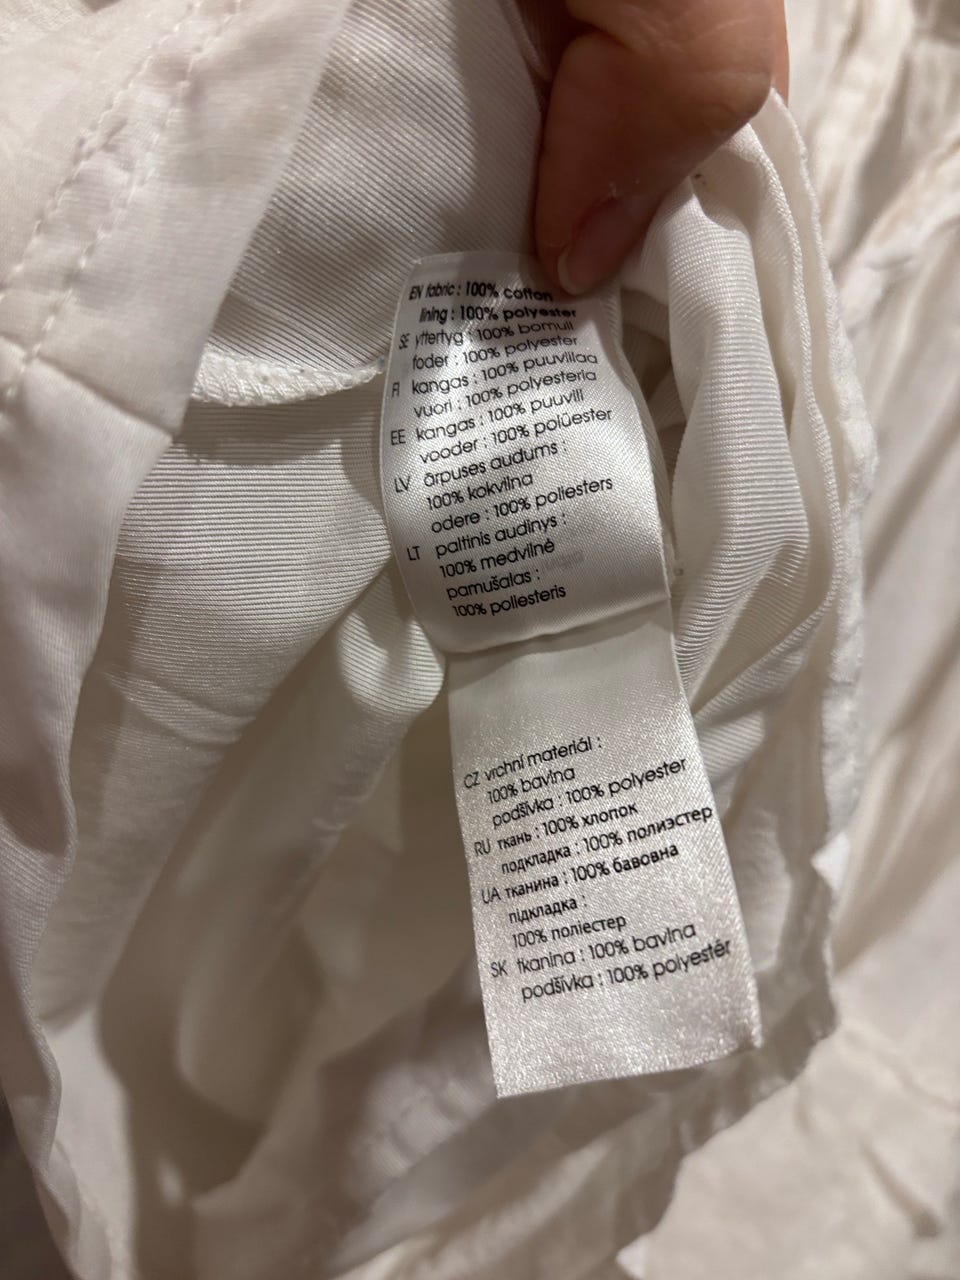 EN fabric : 100% cotton
lining : 100% polyester
SE yttertyg : 100% bomull
foder : 100% polyester
FI kangas : 100% puuvillaa
vuori : 100% polyesteria
EE kangas : 100% puuvill
vooder : 100% polüester
LV ārpuses audums :
100% kokvilna
odere : 100% poliesters
LT paltinis audinys :
100% medvilnė
pamušalas :
100% poliesteris
CZ vrchní materiál :
100% bavlna
podšívka : 100% polyester
RU ткань : 100% хлопок
подкладка : 100% полиэстер
UA тканина : 100% бавовна
підкладка :
100% поліестер
SK tkanina : 100% bavlna
podšívka : 100% polyestér